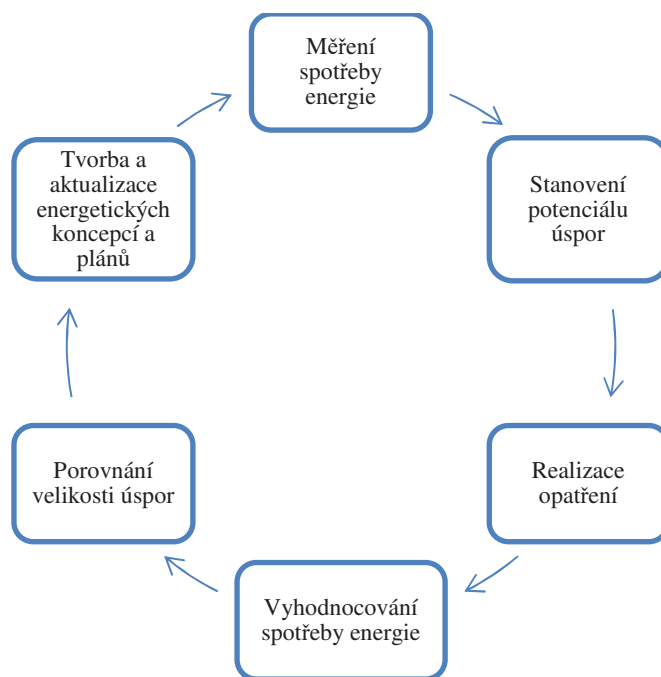 Měření
spotřeby
energie
Stanovení
potenciálu
úspor
Realizace
opatření
Vyhodnocování
spotřeby energie
Porovnání
velikosti úspor
Tvorba a
aktualizace
energetických
koncepcí a
plánů